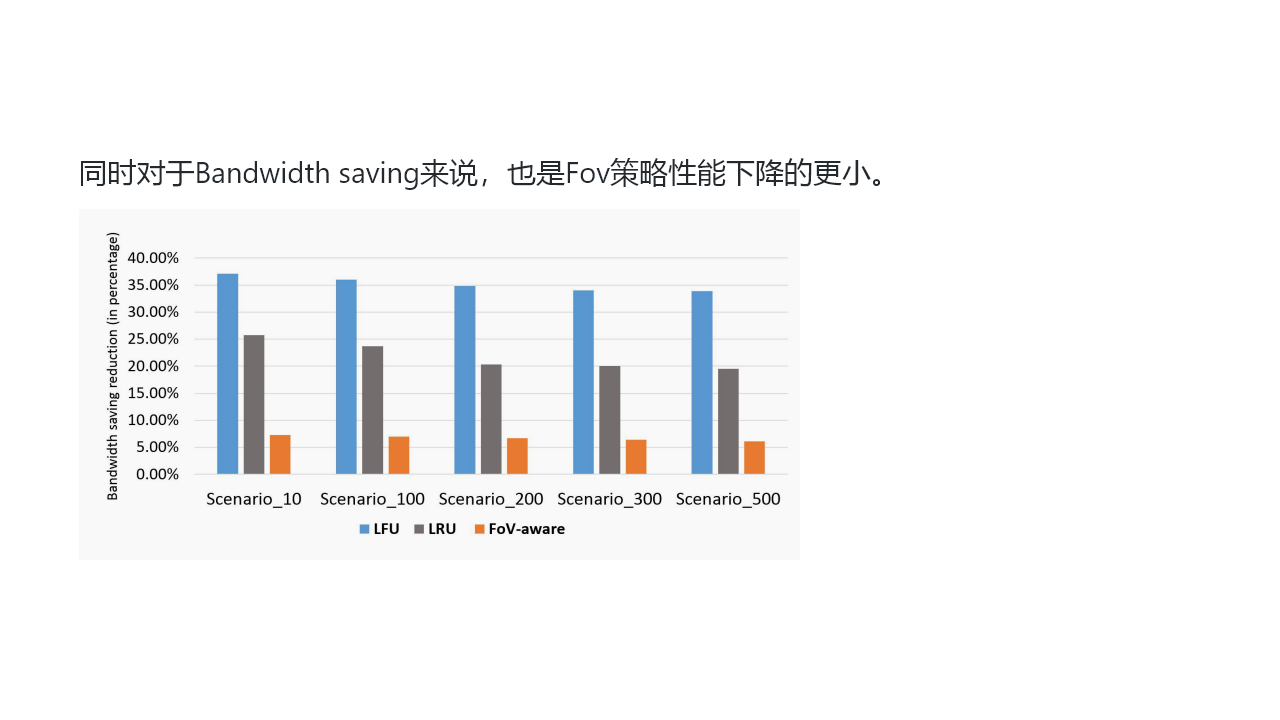 同时对于Bandwidth saving来说，也是Fov策略性能下降的更小。
Bandwidth saving reduction (in percentage)
40.00%
35.00%
30.00%
25.00%
20.00%
15.00%
10.00%
5.00%
0.00%
Scenario_10 Scenario_100 Scenario_200 Scenario_300 Scenario_500
LFU LRU FoV-aware